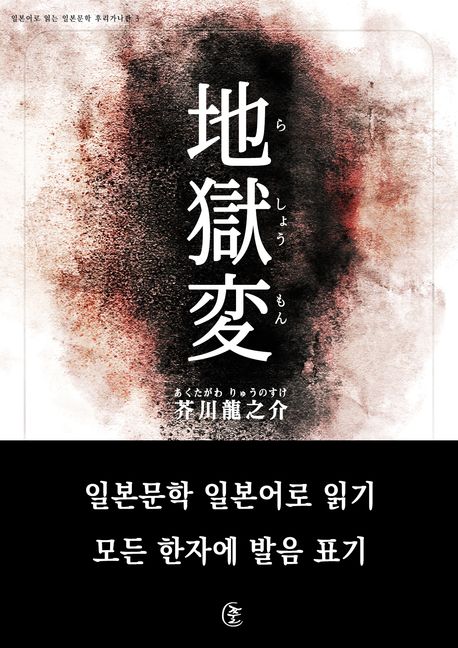 일본어로 읽는 일본문학 후리가나판 3
地獄変
ら しょう もん
あくたがわ りゅうのすけ
芥川龍之介
일본문학 일본어로 읽기
모든 한자에 발음 표기